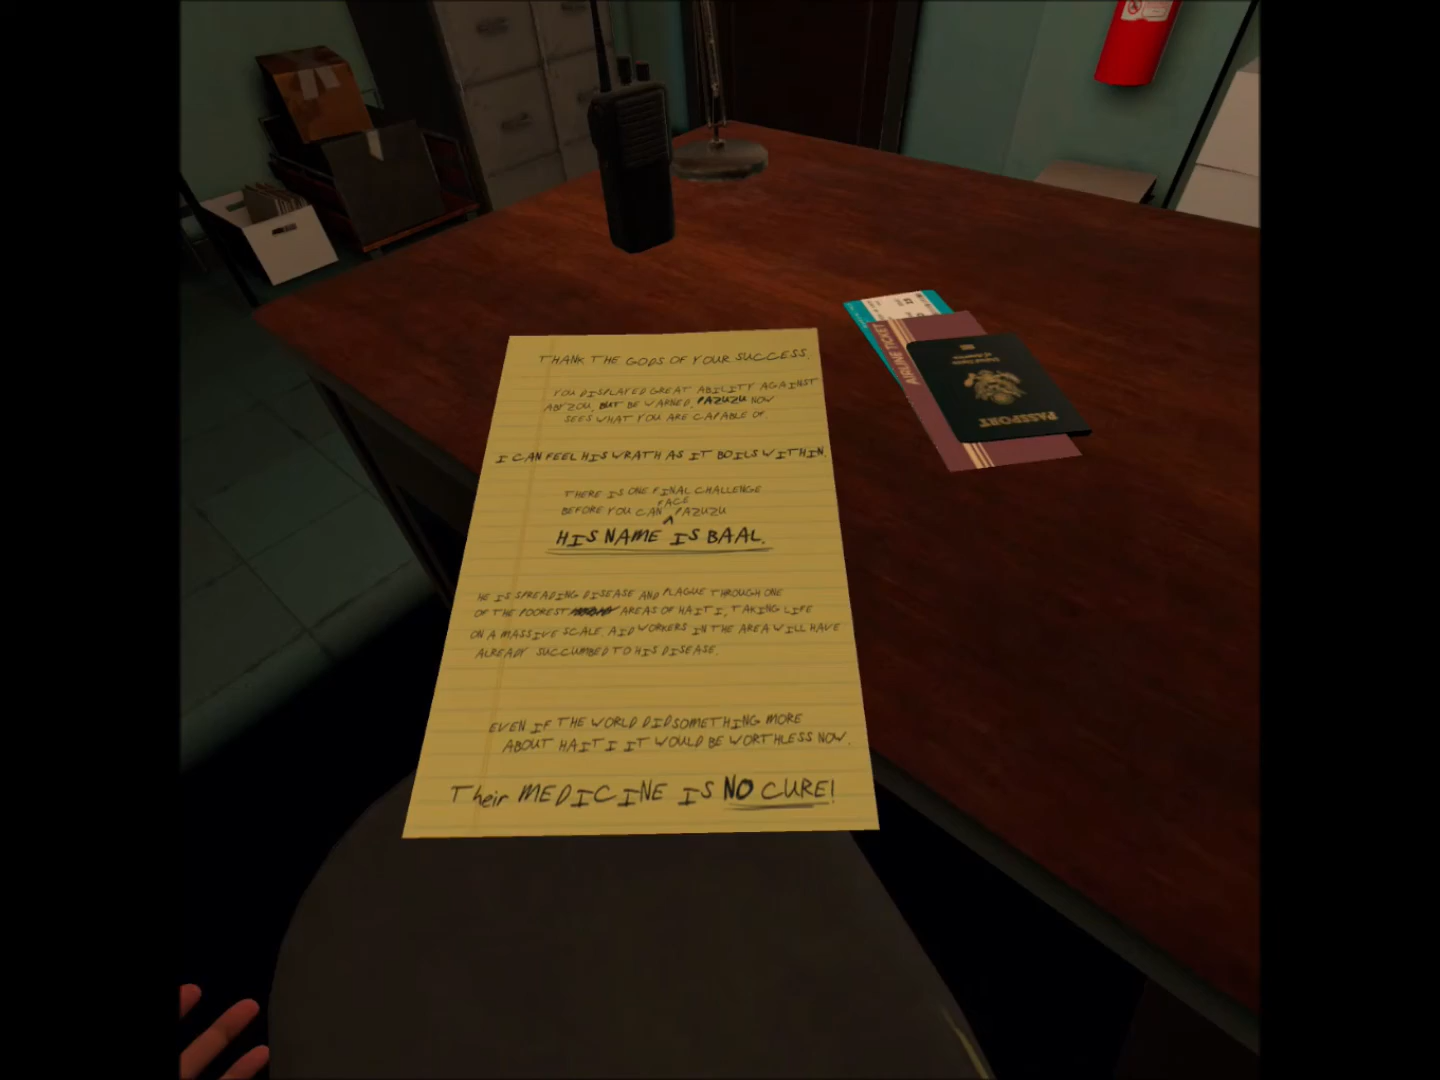 THANK THE GODS OF YOUR SUCCESS.
YOU DISPLAYED GREAT ABILITY AGAINST
ABYZOU, BUT BE WARNED, PAZUZU NOW
SEES WHAT YOU ARE CAPABLE OF.
I CAN FEEL HIS WRATH AS IT BOILS WITHIN.
THERE IS ONE FINAL CHALLENGE
FACE
BEFORE YOU CAN ^ PAZUZU
HIS NAME IS BAAL.
HE IS SPREADING DISEASE AND PLAGUE THROUGH ONE
OF THE POOREST AREAS OF HAITI, TAKING LIFE
ON A MASSIVE SCALE. AID WORKERS IN THE AREA WILL HAVE
ALREADY SUCCUMBED TO HIS DISEASE.
EVEN IF THE WORLD DID SOMETHING MORE
ABOUT HAITI IT WOULD BE WORTHLESS NOW.
Their MEDICINE IS NO CURE!
AIRLINE TICKET
United States
of America
PASSPORT